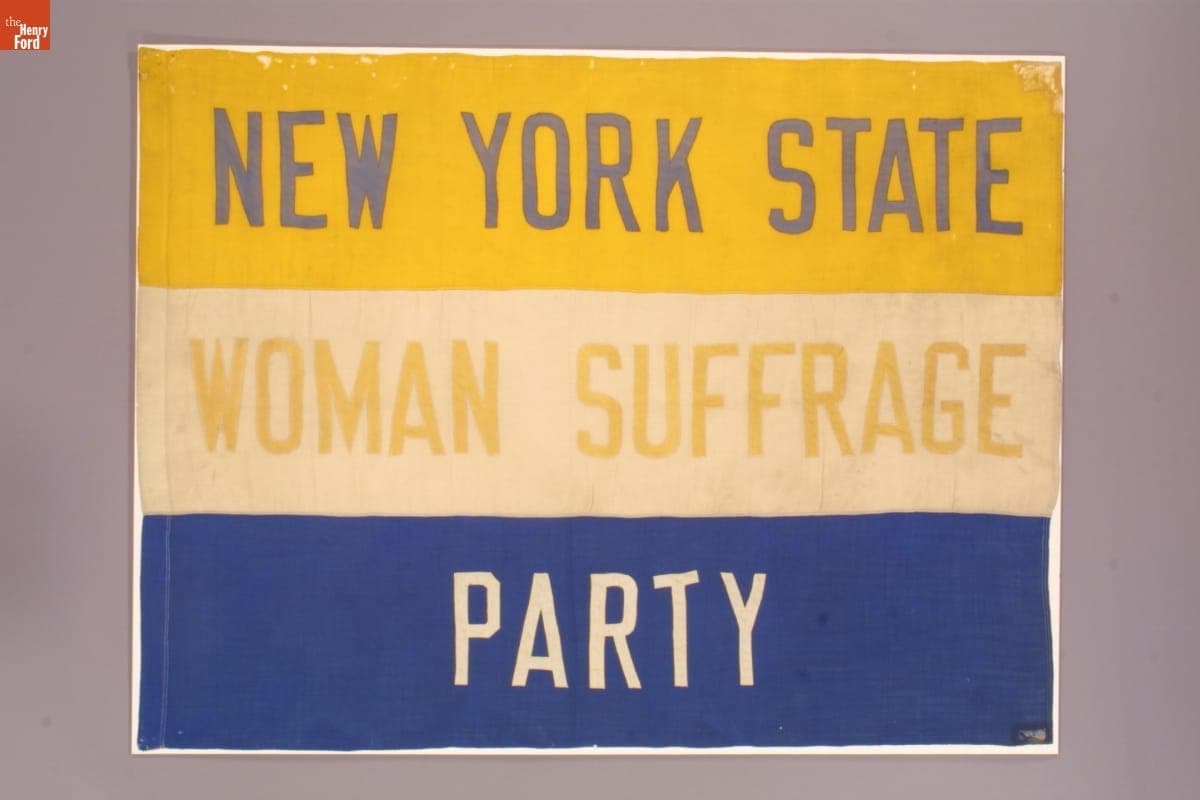 the
Henry
Ford
NEW YORK STATE
WOMAN SUFFRAGE
PARTY